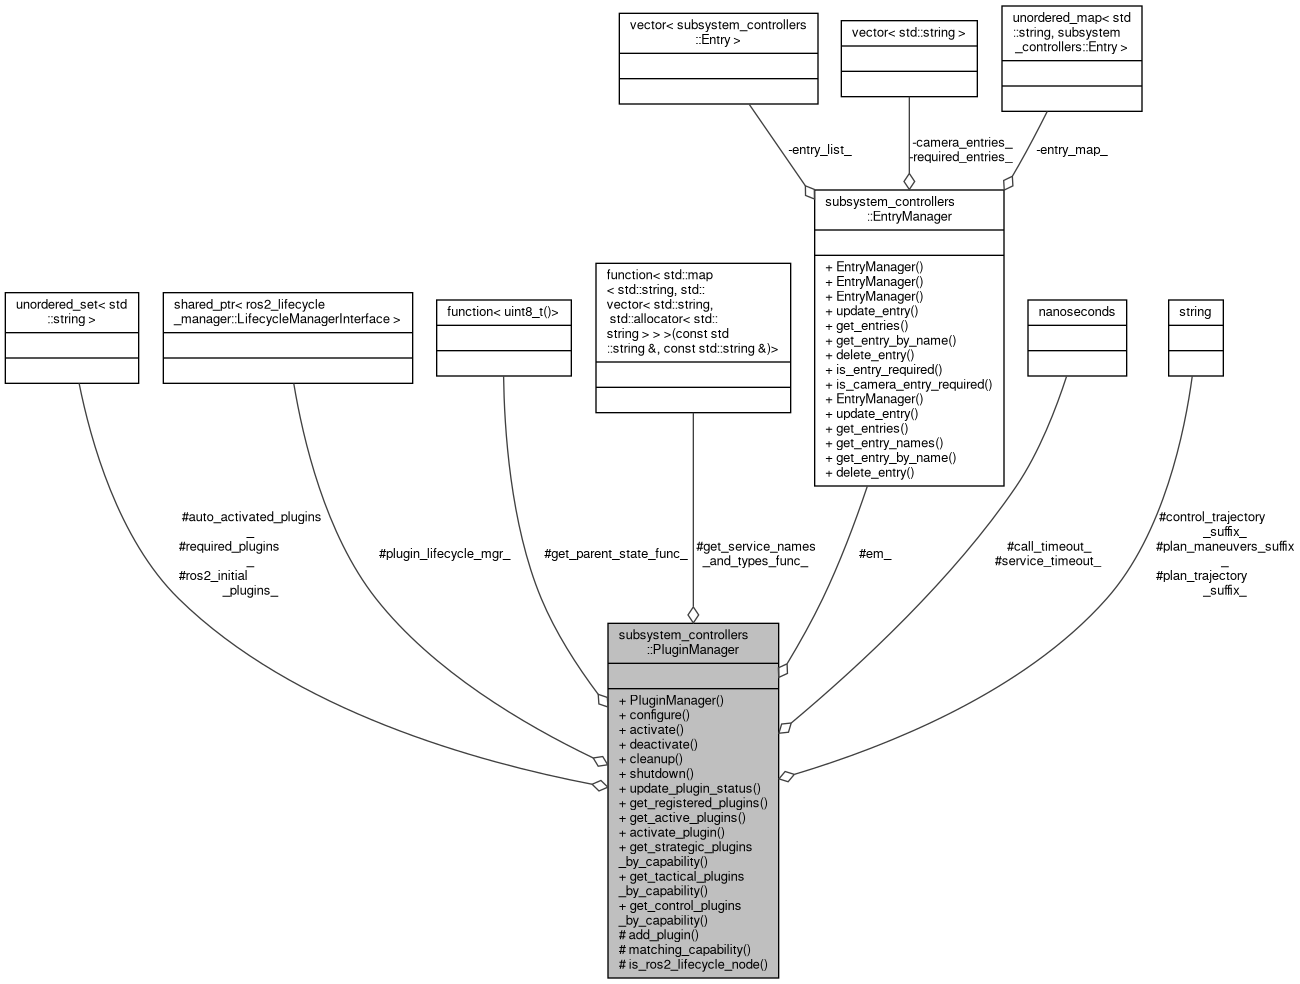 vector< subsystem_controllers
::Entry >
vector< std::string >
unordered_map< std
::string, subsystem
_controllers::Entry >
-entry_list_
-camera_entries_
-required_entries_
-entry_map_
subsystem_controllers
::EntryManager
+ EntryManager()
+ EntryManager()
+ EntryManager()
+ update_entry()
+ get_entries()
+ get_entry_by_name()
+ delete_entry()
+ is_entry_required()
+ is_camera_entry_required()
+ EntryManager()
+ update_entry()
+ get_entries()
+ get_entry_names()
+ get_entry_by_name()
+ delete_entry()
unordered_set< std
::string >
shared_ptr< ros2_lifecycle
_manager::LifecycleManagerInterface >
function< uint8_t()>
function< std::map
< std::string, std::
vector< std::string,
std::allocator< std::
string > > >(const std
::string &, const std::string &)>
nanoseconds
string
#auto_activated_plugins
_
#required_plugins
_
#ros2_initial
_plugins_
#plugin_lifecycle_mgr_
#get_parent_state_func_
#get_service_names
_and_types_func_
#em_
#call_timeout_
#service_timeout_
#control_trajectory
_suffix_
#plan_maneuvers_suffix
_
#plan_trajectory
_suffix_
subsystem_controllers
::PluginManager
+ PluginManager()
+ configure()
+ activate()
+ deactivate()
+ cleanup()
+ shutdown()
+ update_plugin_status()
+ get_registered_plugins()
+ get_active_plugins()
+ activate_plugin()
+ get_strategic_plugins
_by_capability()
+ get_tactical_plugins
_by_capability()
+ get_control_plugins
_by_capability()
# add_plugin()
# matching_capability()
# is_ros2_lifecycle_node()